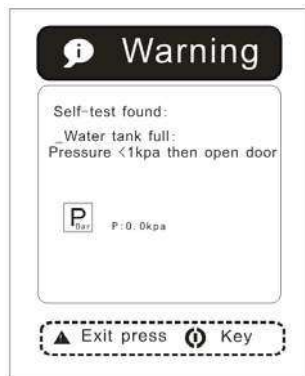 Warning
Self-test found:
_Water tank full:
Pressure <1kpa then open door
P
Bar
P:0.0kpa
Exit press Key